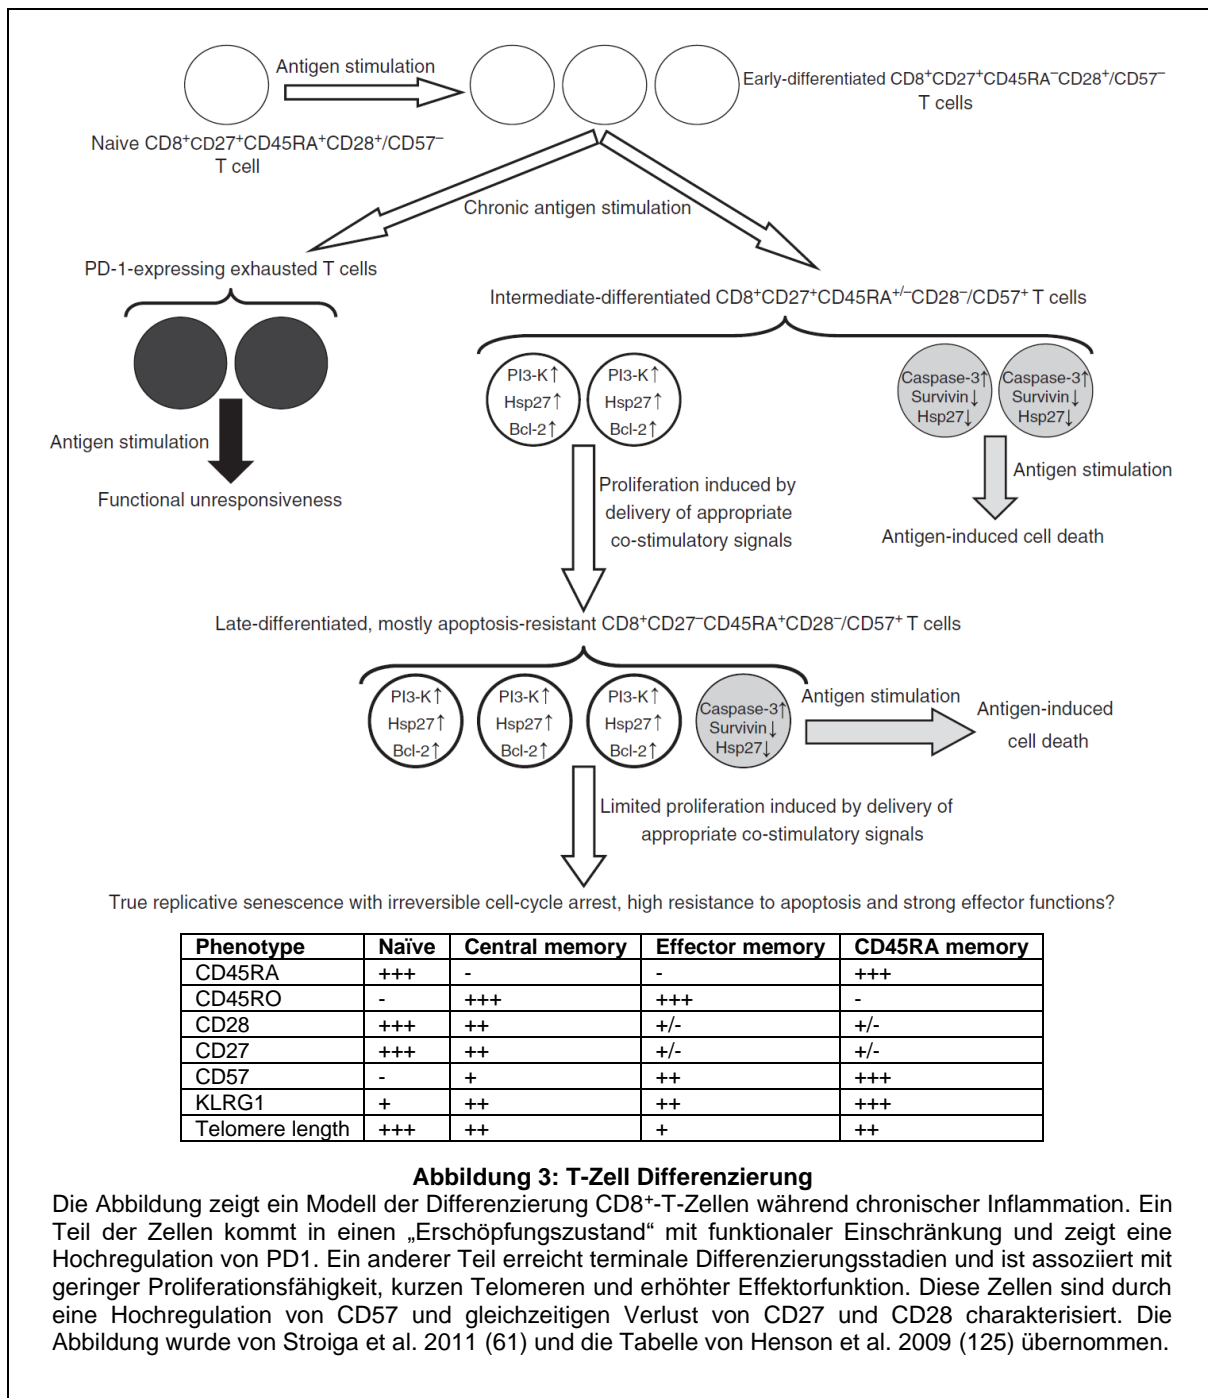 Antigen stimulation
Early-differentiated CD8⁺CD27⁺CD45RA⁻CD28⁺/CD57⁻
T cells
Naive CD8⁺CD27⁺CD45RA⁺CD28⁺/CD57⁻
T cell
Chronic antigen stimulation
PD-1-expressing exhausted T cells
Intermediate-differentiated CD8⁺CD27⁺CD45RA⁺/⁻CD28⁻/CD57⁺ T cells
PI3-K↑
Hsp27↑
Bcl-2↑
PI3-K↑
Hsp27↑
Bcl-2↑
Caspase-3↑
Survivin↓
Hsp27↓
Caspase-3↑
Survivin↓
Hsp27↓
Antigen stimulation
Functional unresponsiveness
Proliferation induced by
delivery of appropriate
co-stimulatory signals
Antigen stimulation
Antigen-induced cell death
Late-differentiated, mostly apoptosis-resistant CD8⁺CD27⁻CD45RA⁺CD28⁻/CD57⁺ T cells
PI3-K↑
Hsp27↑
Bcl-2↑
PI3-K↑
Hsp27↑
Bcl-2↑
PI3-K↑
Hsp27↑
Bcl-2↑
Caspase-3↑
Survivin↓
Hsp27↓
Antigen stimulation
Antigen-induced
cell death
Limited proliferation induced by delivery of
appropriate co-stimulatory signals
True replicative senescence with irreversible cell-cycle arrest, high resistance to apoptosis and strong effector functions?
Phenotype Naïve Central memory Effector memory CD45RA memory
CD45RA +++ - - +++
CD45RO - +++ +++ -
CD28 +++ ++ +/- +/-
CD27 +++ ++ +/- +/-
CD57 - + ++ +++
KLRG1 + ++ ++ +++
Telomere length +++ ++ + ++
Abbildung 3: T-Zell Differenzierung
Die Abbildung zeigt ein Modell der Differenzierung CD8⁺-T-Zellen während chronischer Inflammation. Ein
Teil der Zellen kommt in einen „Erschöpfungszustand“ mit funktionaler Einschränkung und zeigt eine
Hochregulation von PD1. Ein anderer Teil erreicht terminale Differenzierungsstadien und ist assoziiert mit
geringer Proliferationsfähigkeit, kurzen Telomeren und erhöhter Effektorfunktion. Diese Zellen sind durch
eine Hochregulation von CD57 und gleichzeitigen Verlust von CD27 und CD28 charakterisiert. Die
Abbildung wurde von Stroiga et al. 2011 (61) und die Tabelle von Henson et al. 2009 (125) übernommen.